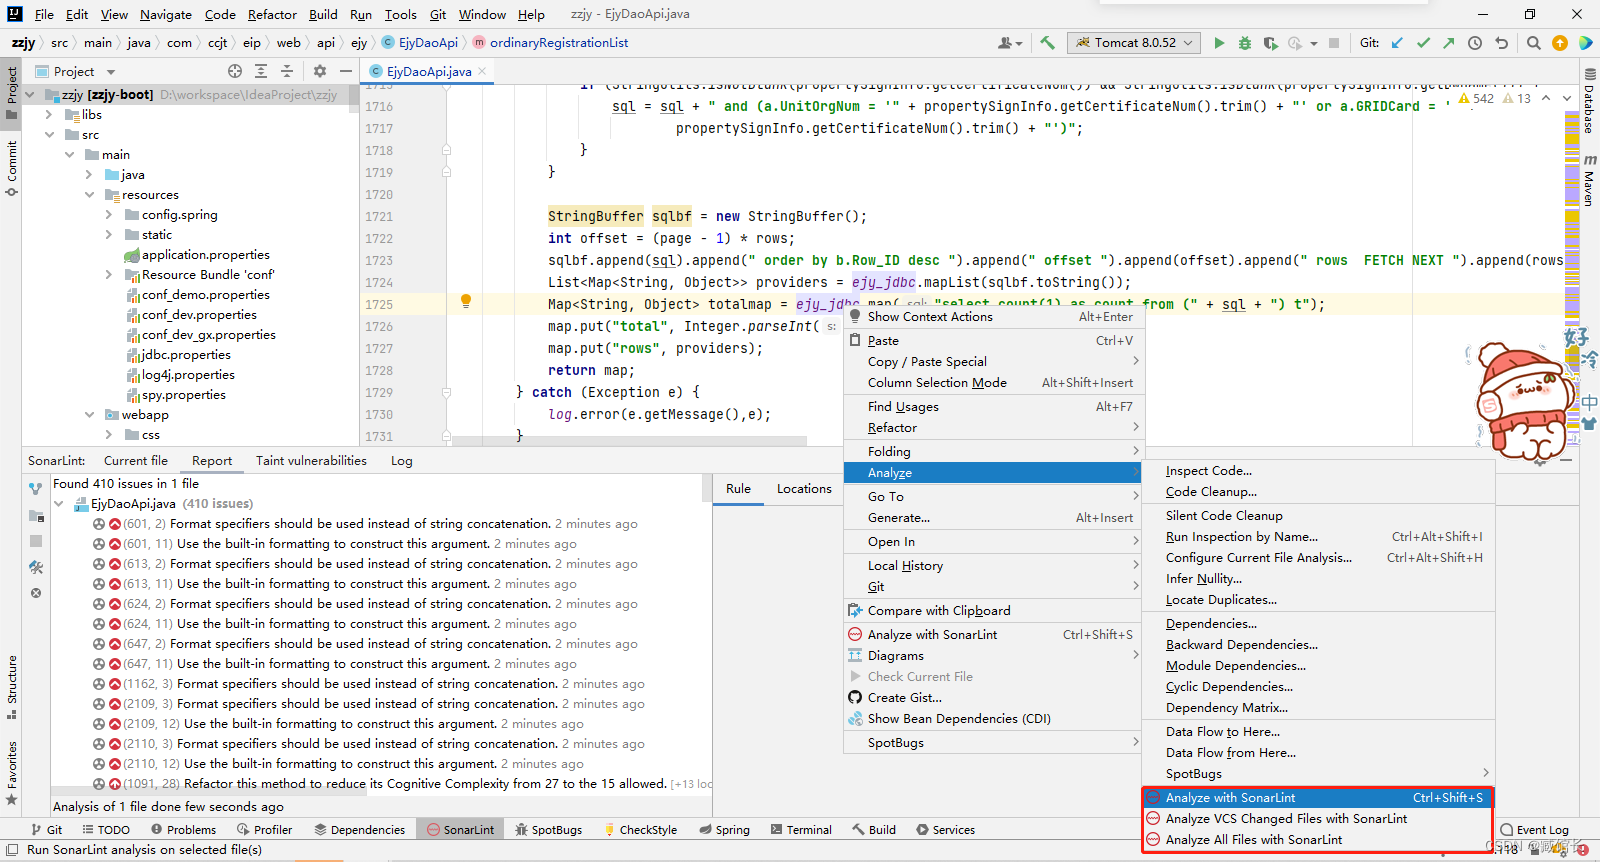 File Edit View Navigate Code Refactor Build Run Tools Git Window Help zzjy - EjyDaoApi.java
zzjy src main java com ccjt eip web api ejy EjyDaoApi ordinaryRegistrationList Tomcat 8.0.52 Git:
Project
EjyDaoApi.java
zzjy [zzjy-boot] D:\workspace\IdeaProject\zzjy
libs
src
main
java
resources
config.spring
static
application.properties
Resource Bundle 'conf'
conf_demo.properties
conf_dev.properties
conf_dev_gx.properties
jdbc.properties
log4j.properties
spy.properties
webapp
css
Project
Commit
Structure
Favorites
Database
Maven
542 13
1716 sql = sql + " and (a.UnitOrgNum = '" + propertySignInfo.getCertificateNum().trim() + "' or a.GRIDCard = '
1717 propertySignInfo.getCertificateNum().trim() + "')";
1718 }
1719 }
1720
1721 StringBuffer sqlbf = new StringBuffer();
1722 int offset = (page - 1) * rows;
1723 sqlbf.append(sql).append(" order by b.Row_ID desc ").append(" offset ").append(offset).append(" rows  FETCH NEXT ").append(rows
1724 List<Map<String, Object>> providers = ejy_jdbc.mapList(sqlbf.toString());
1725 Map<String, Object> totalmap = ejy_jdbc.map( sql: "select count(1) as count from (" + sql + ") t");
1726 map.put("total", Integer.parseInt( s:
1727 map.put("rows", providers);
1728 return map;
1729 } catch (Exception e) {
1730 log.error(e.getMessage(),e);
1731 }
好冷
中
Show Context Actions Alt+Enter
Paste Ctrl+V
Copy / Paste Special
Column Selection Mode Alt+Shift+Insert
Find Usages Alt+F7
Refactor
Folding
Analyze
Go To
Generate... Alt+Insert
Open In
Local History
Git
Compare with Clipboard
Analyze with SonarLint Ctrl+Shift+S
Diagrams
Check Current File
Create Gist...
Show Bean Dependencies (CDI)
SpotBugs
Inspect Code...
Code Cleanup...
Silent Code Cleanup
Run Inspection by Name... Ctrl+Alt+Shift+I
Configure Current File Analysis... Ctrl+Alt+Shift+H
Infer Nullity...
Locate Duplicates...
Dependencies...
Backward Dependencies...
Module Dependencies...
Cyclic Dependencies...
Dependency Matrix...
Data Flow to Here...
Data Flow from Here...
SpotBugs
Analyze with SonarLint Ctrl+Shift+S
Analyze VCS Changed Files with SonarLint
Analyze All Files with SonarLint
SonarLint: Current file Report Taint vulnerabilities Log
Found 410 issues in 1 file
EjyDaoApi.java (410 issues)
(601, 2) Format specifiers should be used instead of string concatenation. 2 minutes ago
(601, 11) Use the built-in formatting to construct this argument. 2 minutes ago
(613, 2) Format specifiers should be used instead of string concatenation. 2 minutes ago
(613, 11) Use the built-in formatting to construct this argument. 2 minutes ago
(624, 2) Format specifiers should be used instead of string concatenation. 2 minutes ago
(624, 11) Use the built-in formatting to construct this argument. 2 minutes ago
(647, 2) Format specifiers should be used instead of string concatenation. 2 minutes ago
(647, 11) Use the built-in formatting to construct this argument. 2 minutes ago
(1162, 3) Format specifiers should be used instead of string concatenation. 2 minutes ago
(2109, 3) Format specifiers should be used instead of string concatenation. 2 minutes ago
(2109, 12) Use the built-in formatting to construct this argument. 2 minutes ago
(2110, 3) Format specifiers should be used instead of string concatenation. 2 minutes ago
(2110, 12) Use the built-in formatting to construct this argument. 2 minutes ago
(1091, 28) Refactor this method to reduce its Cognitive Complexity from 27 to the 15 allowed. [+13 loc
Analysis of 1 file done few seconds ago
Rule Locations
Git TODO Problems Profiler Dependencies SonarLint SpotBugs CheckStyle Spring Terminal Build Services Event Log
Run SonarLint analysis on selected file(s)